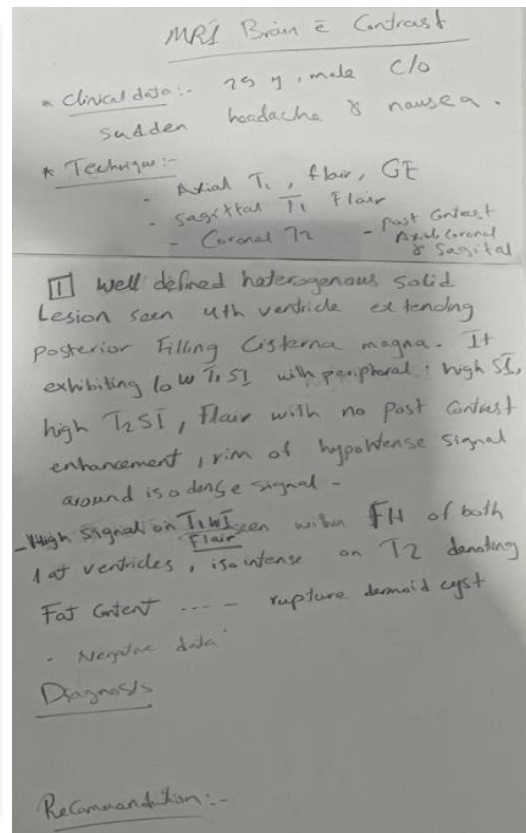 MRI Brain c̄ Contrast
* Clinical data:- 25 y, male c/o
sudden headache & nausea.
* Technique:-
- Axial T1, flair, GE
- Sagittal T1 Flair
- Coronal T2 - Post Contrast
Axial, Coronal
& Sagital
1 Well defined heterogenous solid
Lesion seen 4th ventricle extending
posterior Filling Cisterna magna. It
exhibiting low T1 SI with peripheral high SI,
high T2 SI, Flair with no post contrast
enhancement, rim of hypointense signal
around isodense signal -
- High signal on T1WI seen within FH of both
Flair
lat ventricles, isointense on T2 denoting
Fat Content ---- - rupture dermoid cyst
- Negative data
Diagnosis
Recommendation:-